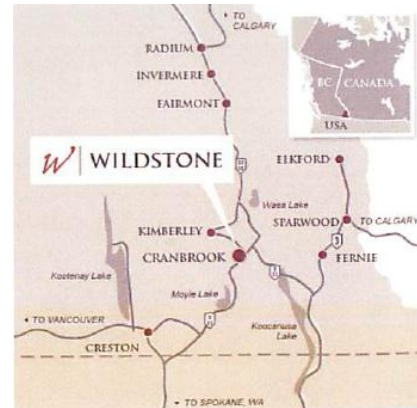 TO
CALGARY
RADIUM
INVERMERE
FAIRMONT
BC
CANADA
USA
W WILDSTONE
ELKFORD
Wasa Lake
SPARWOOD
TO CALGARY
KIMBERLEY
3
CRANBROOK
FERNIE
Kootenay Lake
Moyie Lake
Koocanusa
Lake
TO VANCOUVER
CRESTON
TO SPOKANE, WA